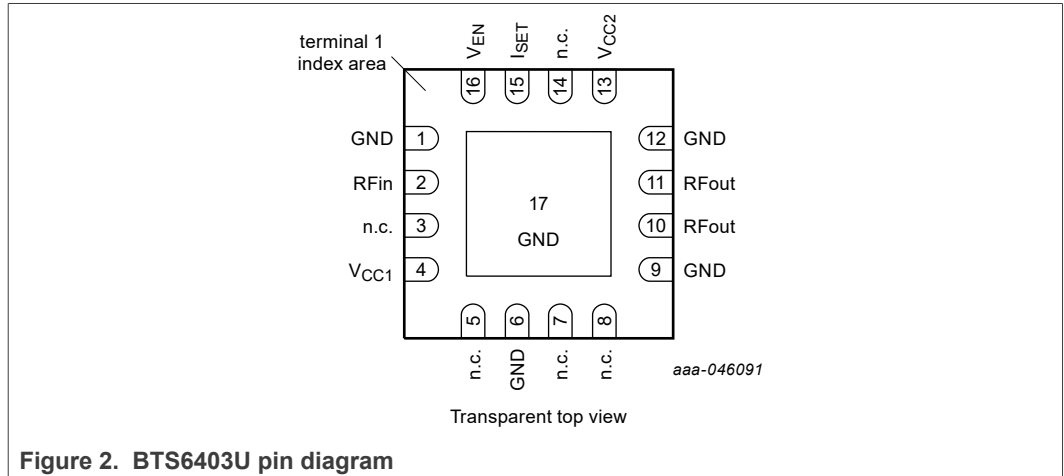 terminal 1
index area
VEN
ISET
n.c.
VCC2
16
15
14
13
GND 1
12 GND
RFin 2
11 RFout
17
n.c. 3
10 RFout
GND
VCC1 4
9 GND
5
6
7
8
n.c.
GND
n.c.
n.c.
aaa-046091
Transparent top view
Figure 2. BTS6403U pin diagram